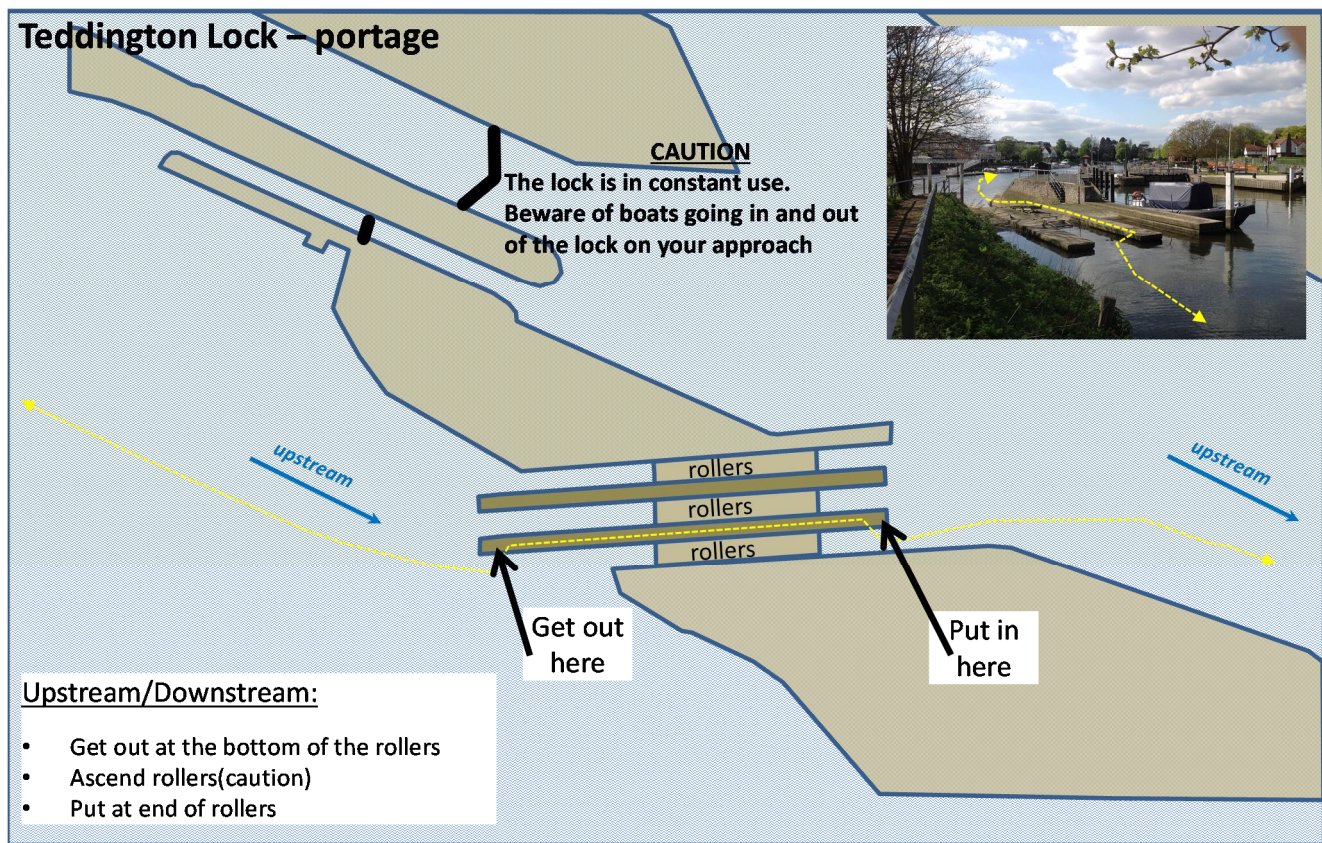 Teddington Lock – portage
CAUTION
The lock is in constant use.
Beware of boats going in and out
of the lock on your approach
upstream
upstream
rollers
rollers
rollers
Get out
here
Put in
here
Upstream/Downstream:
• Get out at the bottom of the rollers
• Ascend rollers(caution)
• Put at end of rollers